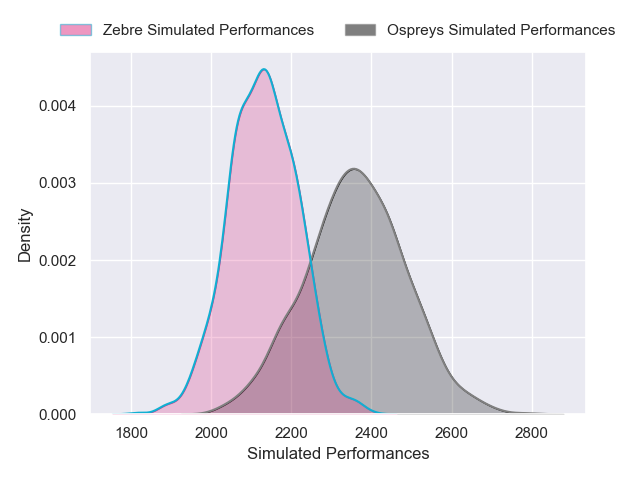 Zebre Simulated Performances Ospreys Simulated Performances
0.004
0.003
0.002
0.001
0.000
Density
1800 2000 2200 2400 2600 2800
Simulated Performances